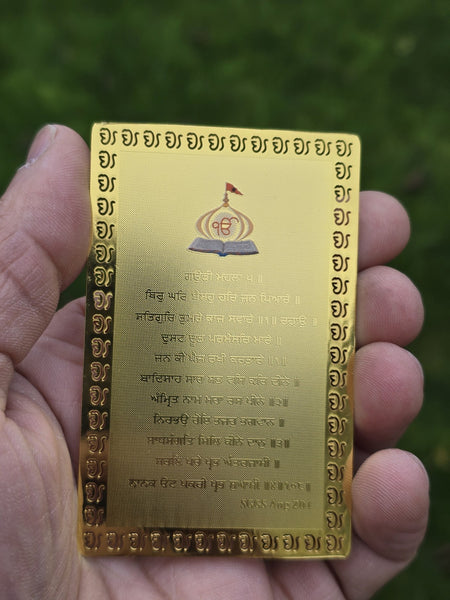 ੴ
ਗਉੜੀ ਮਹਲਾ ੫ ॥
ਥਿਰੁ ਘਰਿ ਬੈਸਹੁ ਹਰਿ ਜਨ ਪਿਆਰੇ ॥
ਸਤਿਗੁਰਿ ਤੁਮਰੇ ਕਾਜ ਸਵਾਰੇ ॥੧॥ ਰਹਾਉ ॥
ਦੁਸਟ ਦੂਤ ਪਰਮੇਸਰਿ ਮਾਰੇ ॥
ਜਨ ਕੀ ਪੈਜ ਰਖੀ ਕਰਤਾਰੇ ॥੧॥
ਬਾਦਿਸਾਹ ਸਾਹ ਸਭ ਵਸਿ ਕਰਿ ਦੀਨੇ ॥
ਅੰਮ੍ਰਿਤ ਨਾਮ ਮਹਾ ਰਸ ਪੀਨੇ ॥੨॥
ਨਿਰਭਉ ਹੋਇ ਭਜਹੁ ਭਗਵਾਨ ॥
ਸਾਧਸੰਗਤਿ ਮਿਲਿ ਕੀਨੋ ਦਾਨੁ ॥੩॥
ਸਰਣਿ ਪਰੇ ਪ੍ਰਭ ਅੰਤਰਜਾਮੀ ॥
ਨਾਨਕ ਓਟ ਪਕਰੀ ਪ੍ਰਭ ਸੁਆਮੀ
SGGS Ang 201